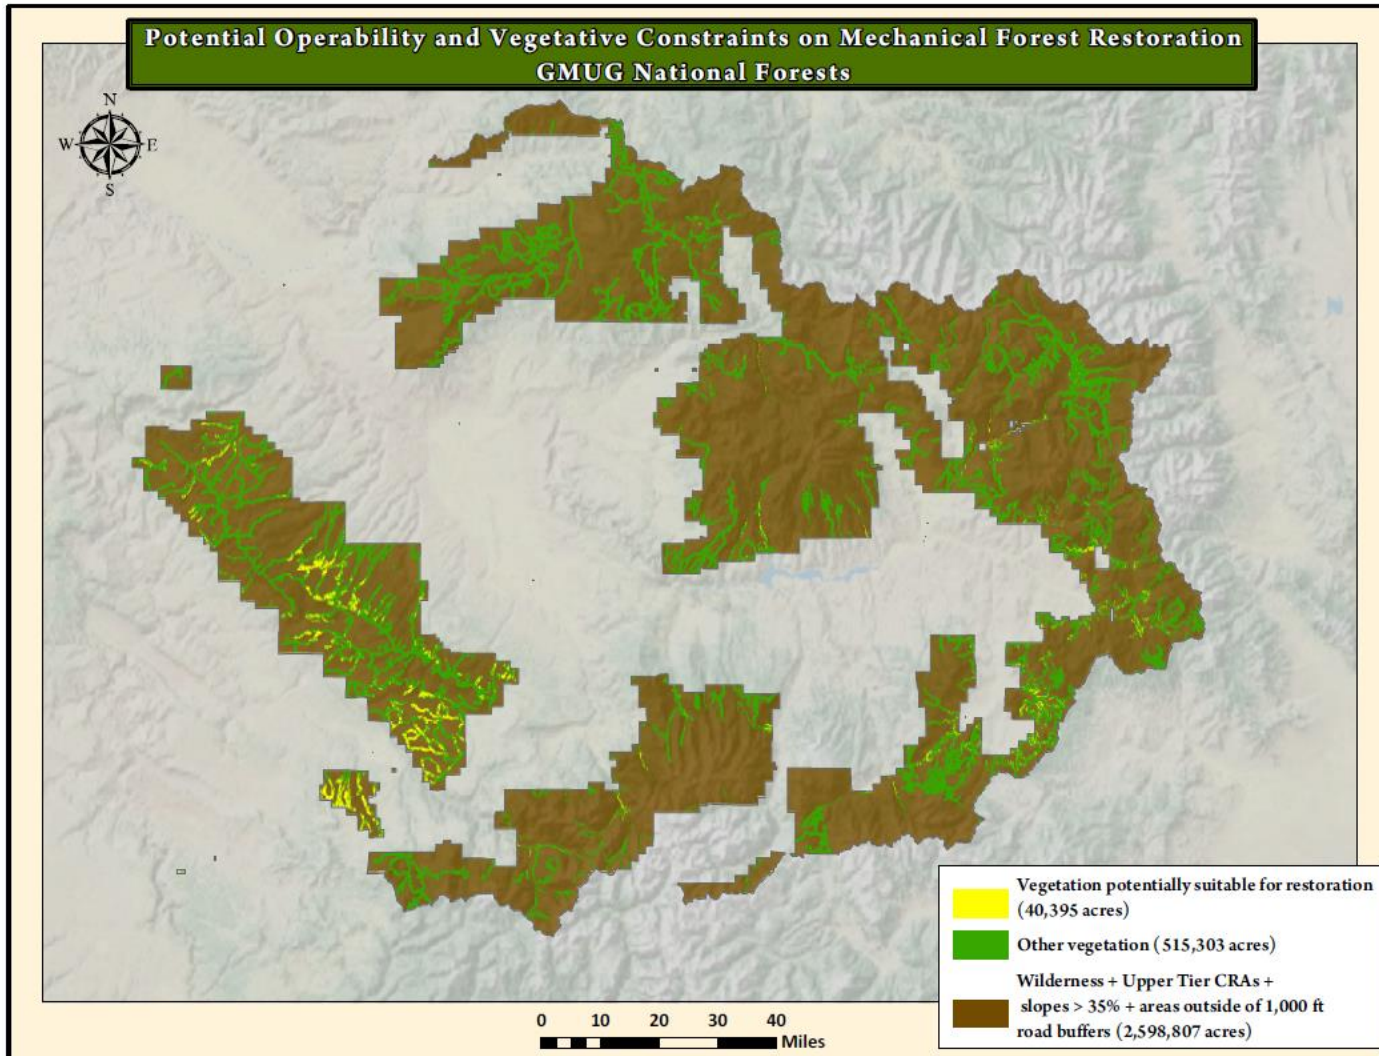 Potential Operability and Vegetative Constraints on Mechanical Forest Restoration
GMUG National Forests
N
W E
S
Vegetation potentially suitable for restoration
(40,395 acres)
Other vegetation (515,303 acres)
Wilderness + Upper Tier CRAs +
slopes > 35% + areas outside of 1,000 ft
road buffers (2,598,807 acres)
0 10 20 30 40
Miles